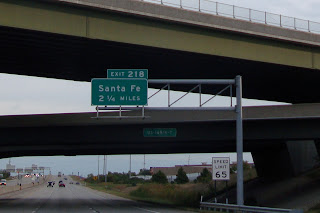 EXIT 218
Santa Fe
2 1/4 MILES
SPEED
LIMIT
65